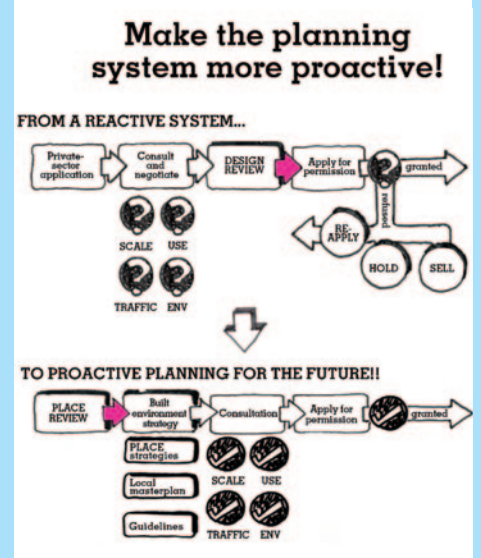 Make the planning
system more proactive!
FROM A REACTIVE SYSTEM...
Private-
sector
application
Consult
and
negotiate
DESIGN
REVIEW
Apply for
permission
?
granted
refused
RE-
APPLY
HOLD
SELL
?
?
SCALE
USE
?
?
TRAFFIC
ENV
TO PROACTIVE PLANNING FOR THE FUTURE!!
PLACE
REVIEW
Built
environment
strategy
Consultation
Apply for
permission
granted
PLACE
strategies
Local
masterplan
Guidelines
SCALE
USE
TRAFFIC
ENV